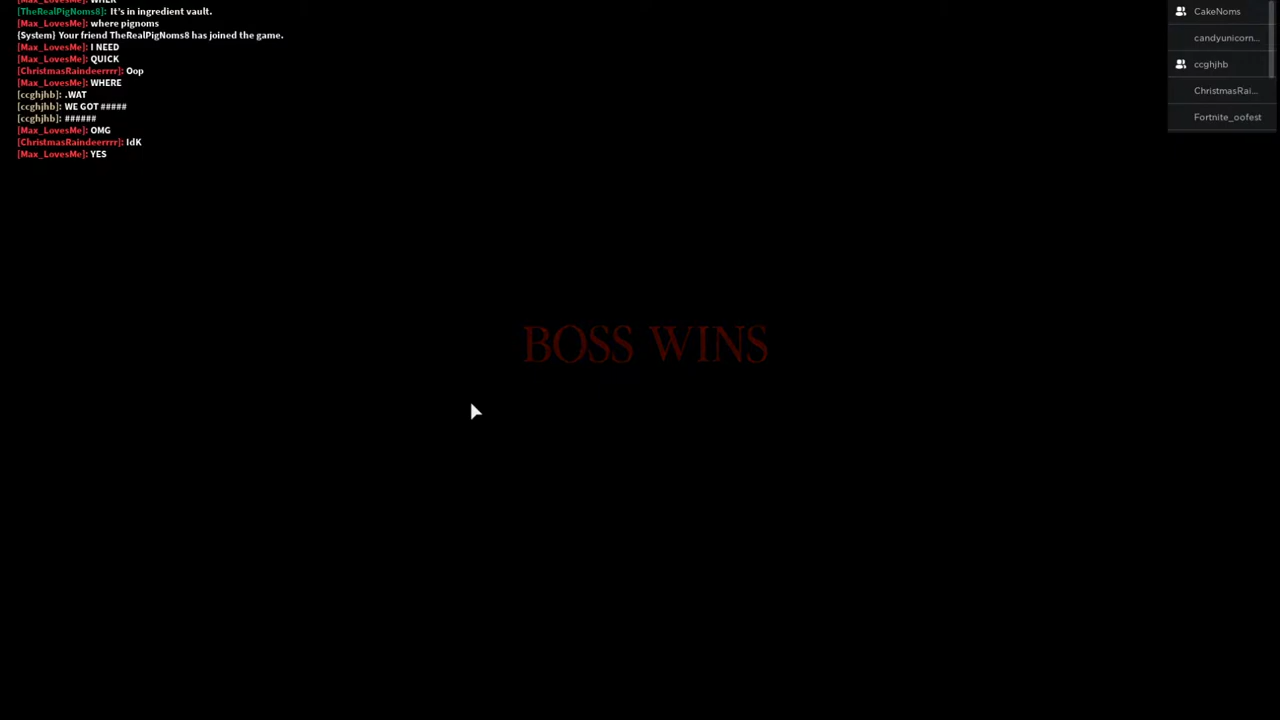 [TheRealPigNoms8]: It's in ingredient vault.
[Max_LovesMe]: where pignoms
{System} Your friend TheRealPigNoms8 has joined the game.
[Max_LovesMe]: I NEED
[Max_LovesMe]: QUICK
[ChristmasRaindeerrrr]: Oop
[Max_LovesMe]: WHERE
[ccghjhb]: .WAT
[ccghjhb]: WE GOT #####
[ccghjhb]: ######
[Max_LovesMe]: OMG
[ChristmasRaindeerrrr]: IdK
[Max_LovesMe]: YES
CakeNoms
candyunicorn...
ccghjhb
ChristmasRai...
Fortnite_oofest
BOSS WINS